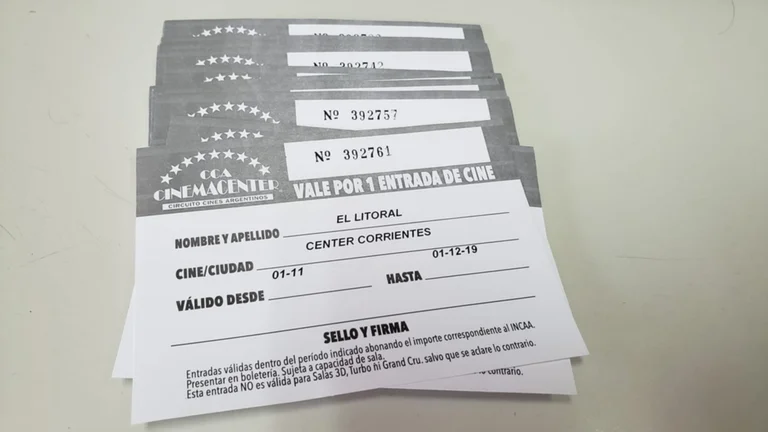 Nº 392742
Nº 392757
Nº 392761
CCA
CINEMACENTER
CIRCUITO CINES ARGENTINOS
VALE POR 1 ENTRADA DE CINE
NOMBRE Y APELLIDO EL LITORAL
CINE/CIUDAD CENTER CORRIENTES
VÁLIDO DESDE 01-11 HASTA 01-12-19
SELLO Y FIRMA
Entradas válidas dentro del período indicado abonando el importe correspondiente al INCAA.
Presentar en boletería. Sujeta a capacidad de sala.
Esta entrada NO es válida para Salas 3D, Turbo ni Grand Cru. salvo que se aclare lo contrario.
contrario.